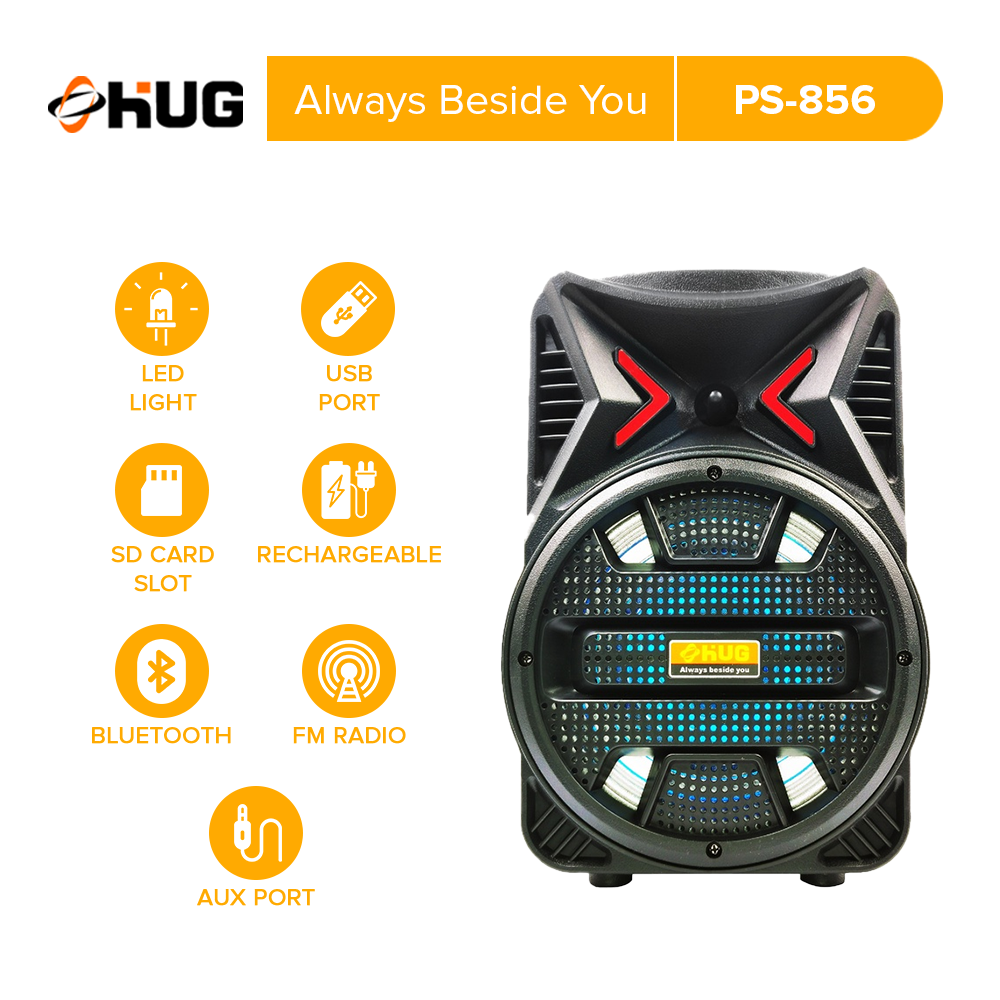 HUG
Always Beside You
PS-856
LED
LIGHT
USB
PORT
SD CARD
SLOT
RECHARGEABLE
BLUETOOTH
FM RADIO
AUX PORT
HUG
Always beside you